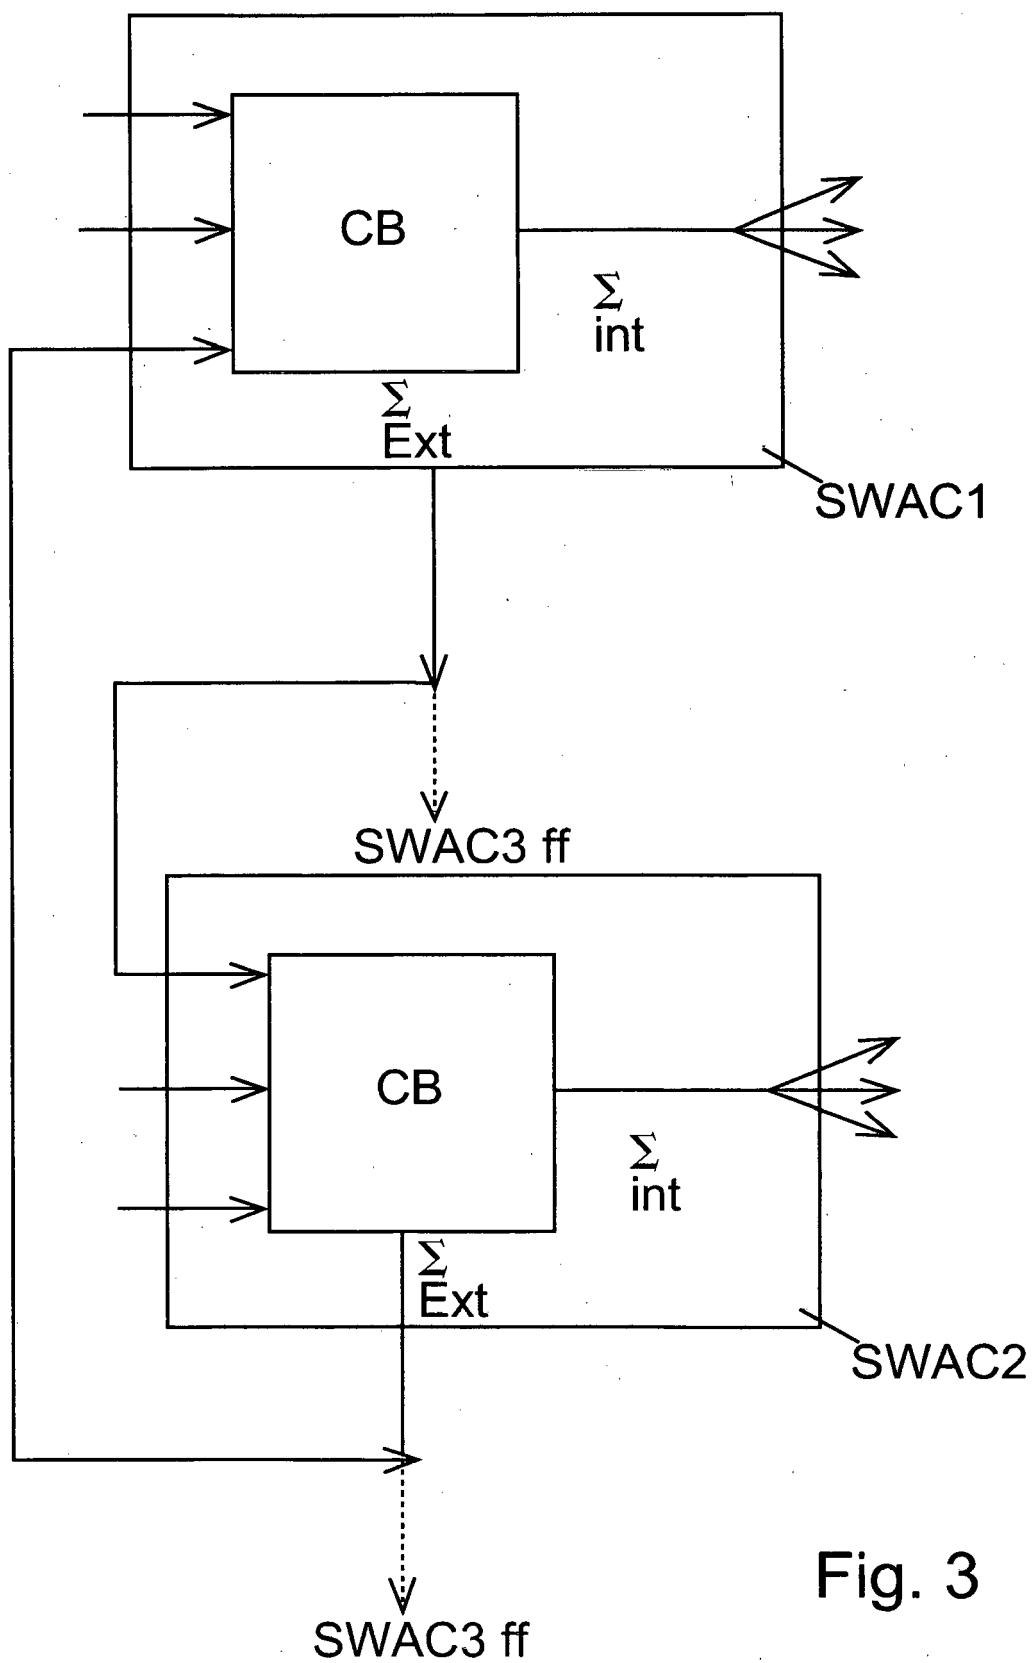 CB
Σ
int
Σ
Ext
SWAC1
SWAC3 ff
CB
Σ
int
Σ
Ext
SWAC2
SWAC3 ff
Fig. 3